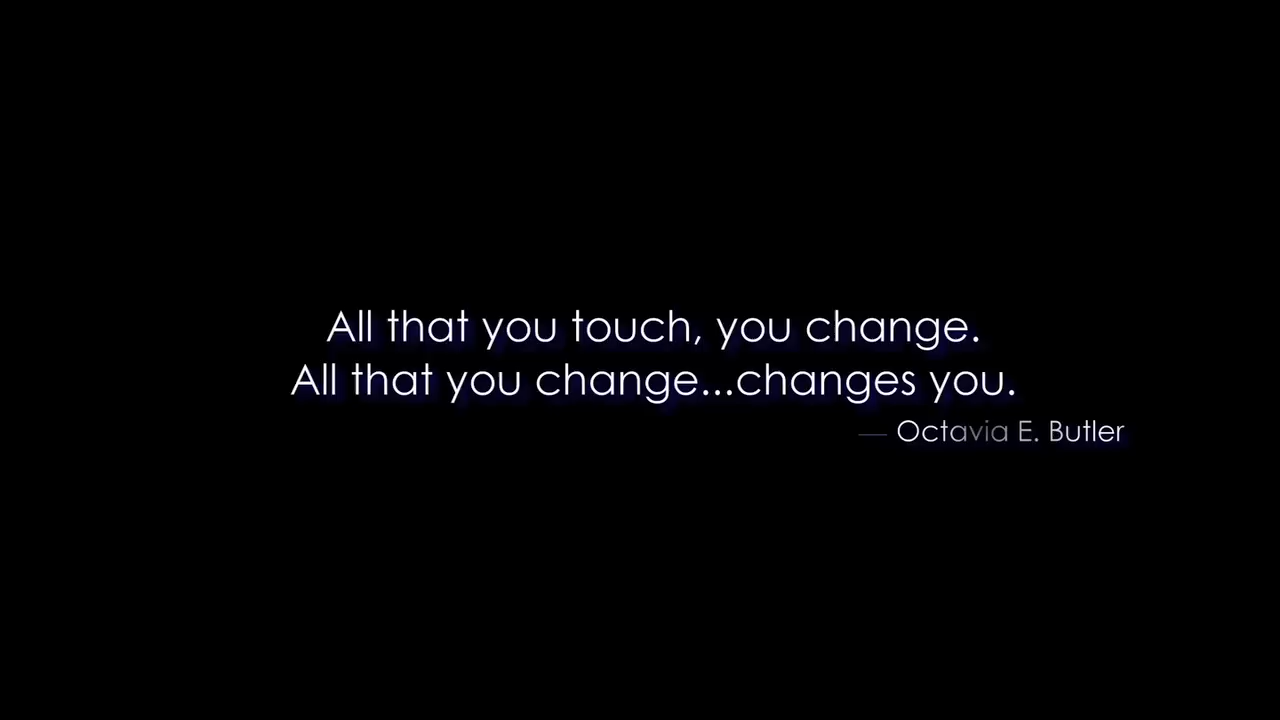 All that you touch, you change.
All that you change...changes you.
— Octavia E. Butler